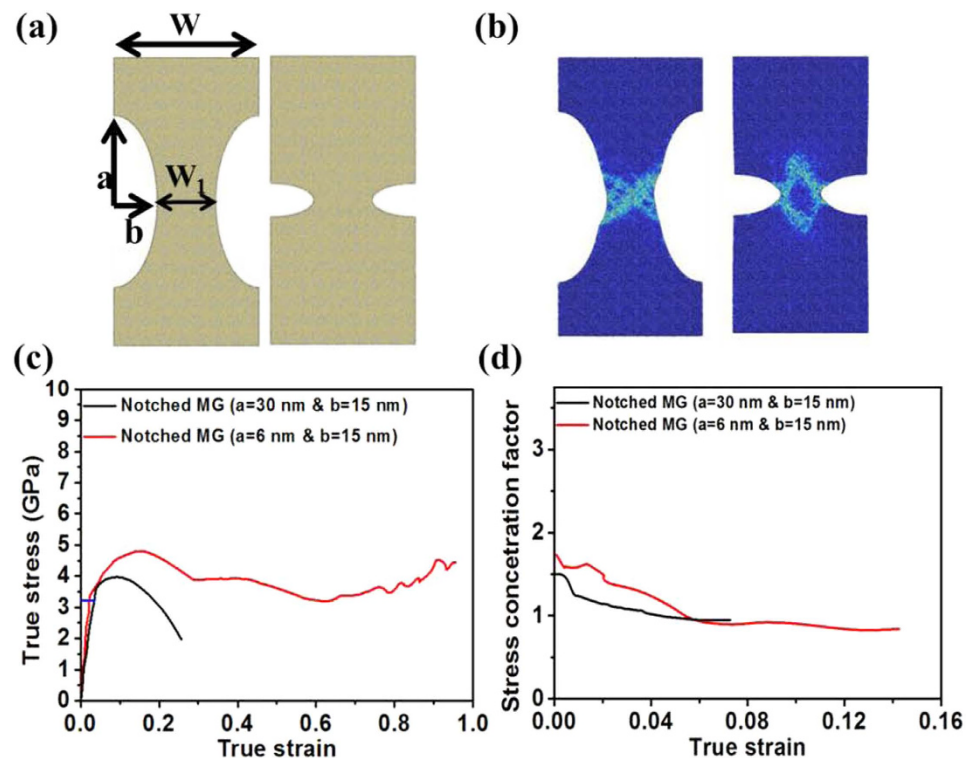 (a)
W
a
b
W1
(b)
(c)
True stress (GPa)
10
9
8
7
6
5
4
3
2
1
0
Notched MG (a=30 nm & b=15 nm)
Notched MG (a=6 nm & b=15 nm)
0.0 0.2 0.4 0.6 0.8 1.0
True strain
(d)
Stress concetration factor
3
2
1
0
Notched MG (a=30 nm & b=15 nm)
Notched MG (a=6 nm & b=15 nm)
0.00 0.04 0.08 0.12 0.16
True strain